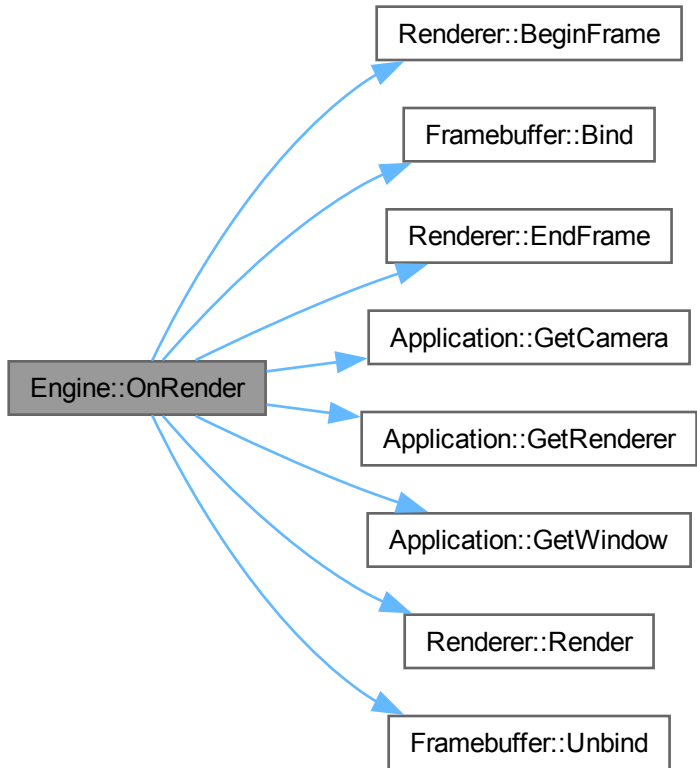 Renderer::BeginFrame
Framebuffer::Bind
Renderer::EndFrame
Application::GetCamera
Engine::OnRender
Application::GetRenderer
Application::GetWindow
Renderer::Render
Framebuffer::Unbind